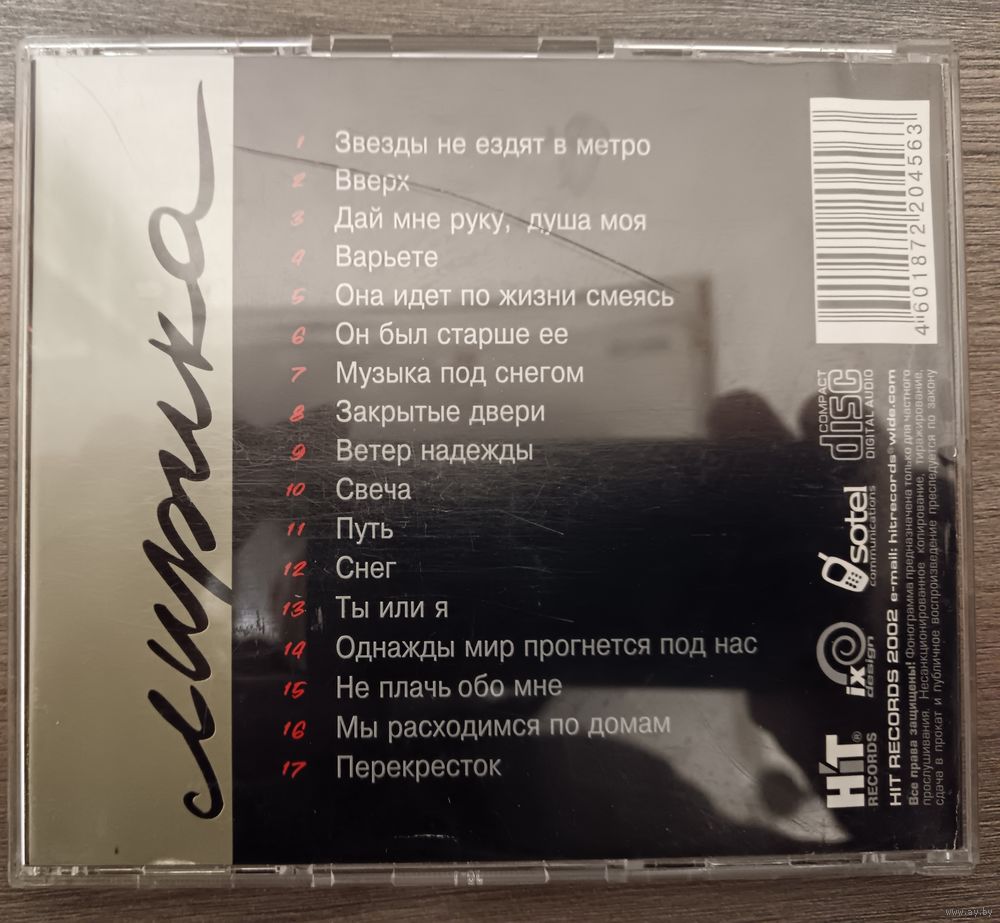 лирика
1 Звезды не ездят в метро
2 Вверх
3 Дай мне руку, душа моя
4 Варьете
5 Она идет по жизни смеясь
6 Он был старше ее
7 Музыка под снегом
8 Закрытые двери
9 Ветер надежды
10 Свеча
11 Путь
12 Снег
13 Ты или я
14 Однажды мир прогнется под нас
15 Не плачь обо мне
16 Мы расходимся по домам
17 Перекресток
4 601872 204563
COMPACT
disc
DIGITAL AUDIO
sotel
communications
ix
design
HiT®
RECORDS
HIT RECORDS 2002 e-mail: hitrecords@wide.com
Все права защищены! Фонограмма предназначена только для частного
прослушивания. Несанкционированное копирование, тиражирование,
сдача в прокат и публичное воспроизведение преследуется по закону
www.ay.by